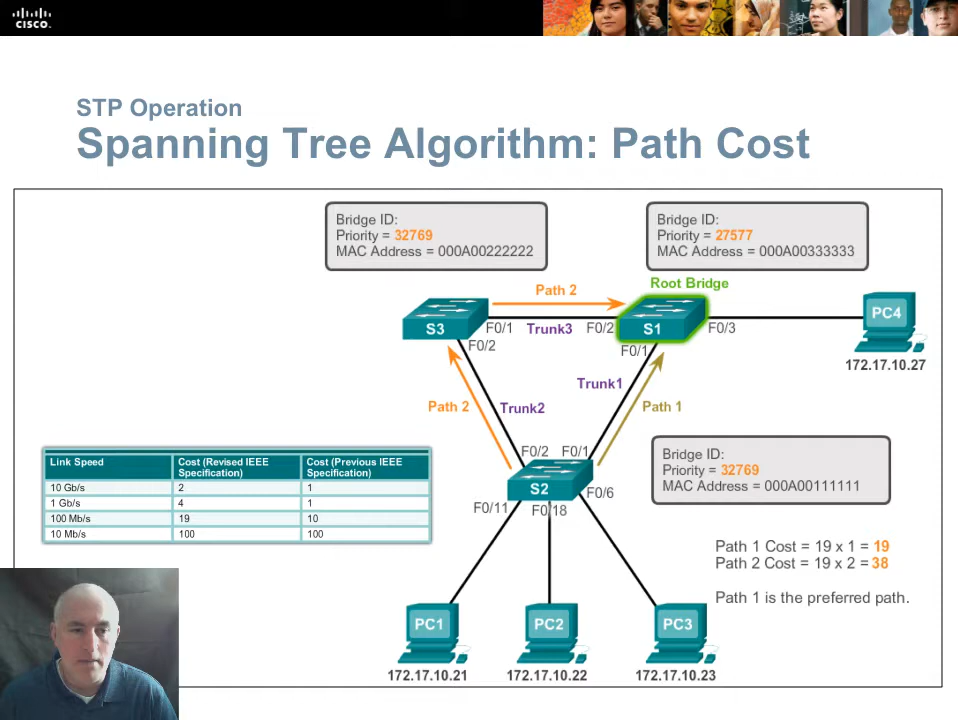 CISCO.
STP Operation
Spanning Tree Algorithm: Path Cost
Bridge ID:
Priority = 32769
MAC Address = 000A00222222
Bridge ID:
Priority = 27577
MAC Address = 000A00333333
Root Bridge
Path 2
S3
F0/1
Trunk3
F0/2
S1
F0/3
PC4
F0/2
F0/1
172.17.10.27
Trunk1
Path 2
Trunk2
Path 1
F0/2
F0/1
Bridge ID:
Priority = 32769
MAC Address = 000A00111111
S2
F0/6
F0/11
F0/18
Link Speed
Cost (Revised IEEE
Specification)
Cost (Previous IEEE
Specification)
10 Gb/s 2 1
1 Gb/s 4 1
100 Mb/s 19 10
10 Mb/s 100 100
Path 1 Cost = 19 x 1 = 19
Path 2 Cost = 19 x 2 = 38
Path 1 is the preferred path.
PC1
PC2
PC3
172.17.10.21
172.17.10.22
172.17.10.23